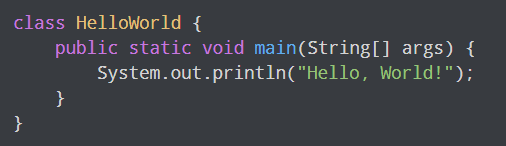 class HelloWorld {
    public static void main(String[] args) {
        System.out.println("Hello, World!");
    }
}